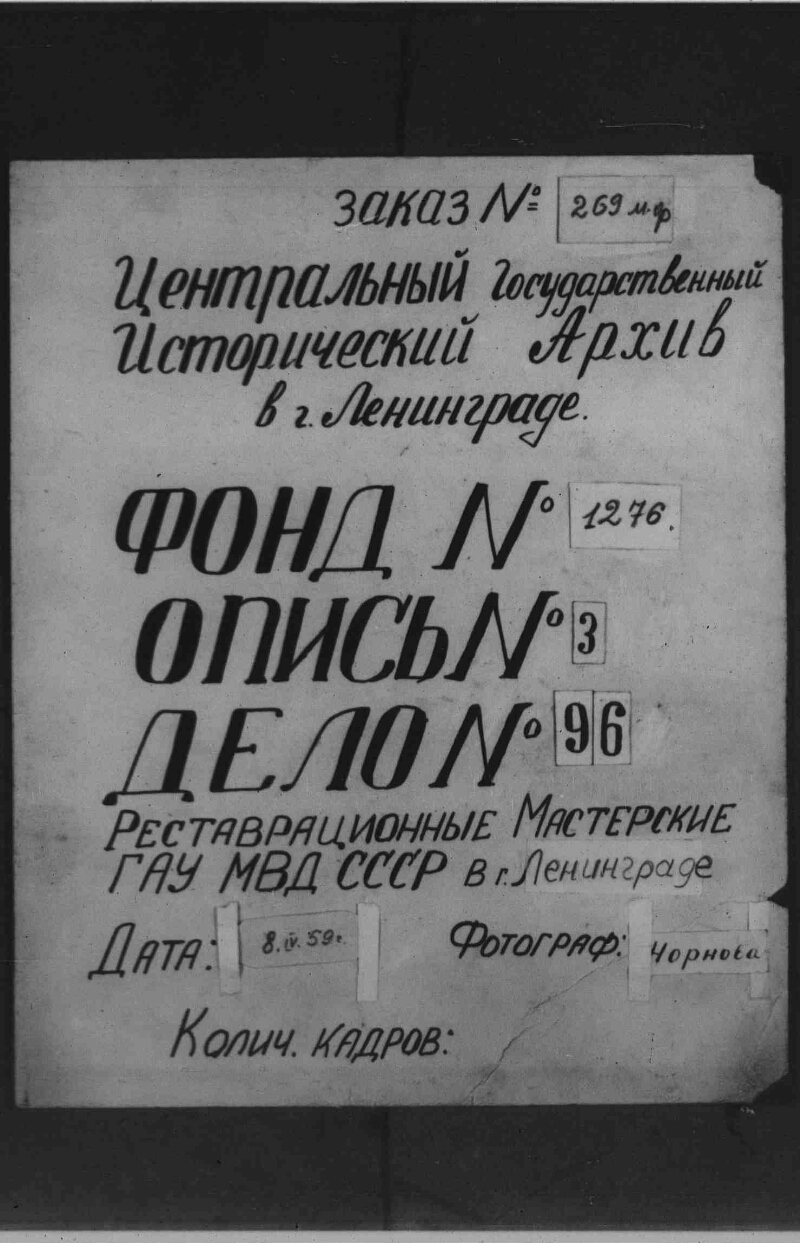 заказ № 269 м.ф
Центральный Государственный
Исторический Архив
в г. Ленинграде.
ФОНД № 1276.
ОПИСЬ № 3
ДЕЛО № 96
РЕСТАВРАЦИОННЫЕ МАСТЕРСКИЕ
ГАУ МВД СССР в г. Ленинграде
ДАТА: 8.IV.59г. ФОТОГРАФ: Чорнова
Колич. КАДРОВ: